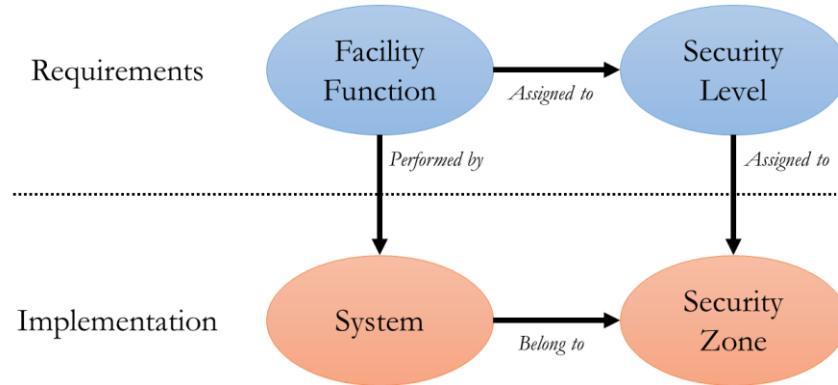 Requirements
Facility
Function
Assigned to
Security
Level
Performed by
Assigned to
Implementation
System
Belong to
Security
Zone